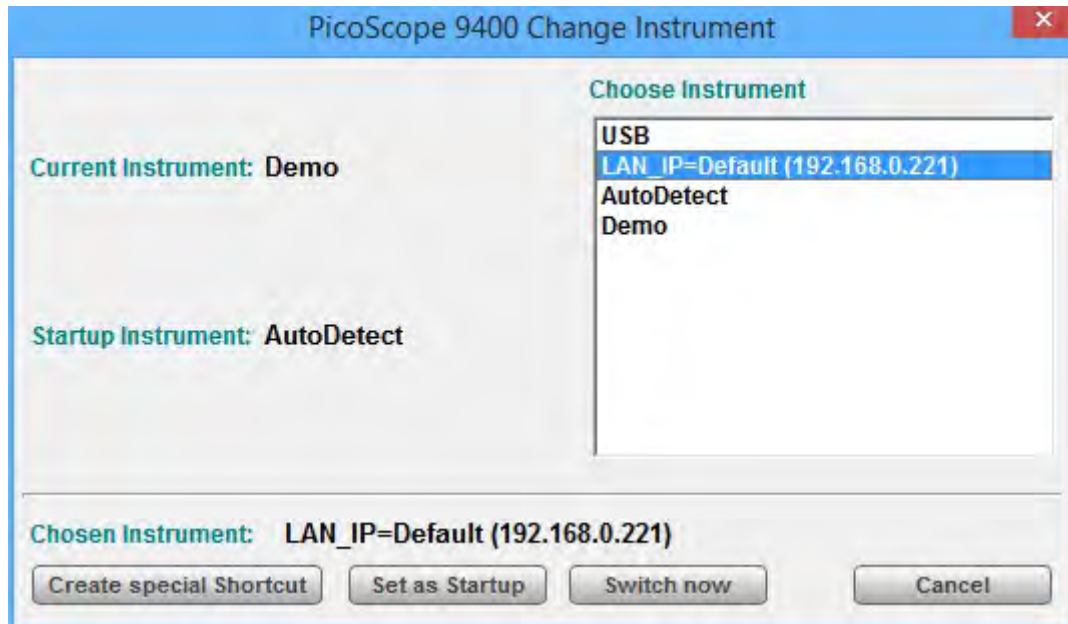 PicoScope 9400 Change Instrument
Choose Instrument
USB
LAN_IP=Default (192.168.0.221)
AutoDetect
Demo
Current Instrument: Demo
Startup Instrument: AutoDetect
Chosen Instrument: LAN_IP=Default (192.168.0.221)
Create special Shortcut Set as Startup Switch now Cancel